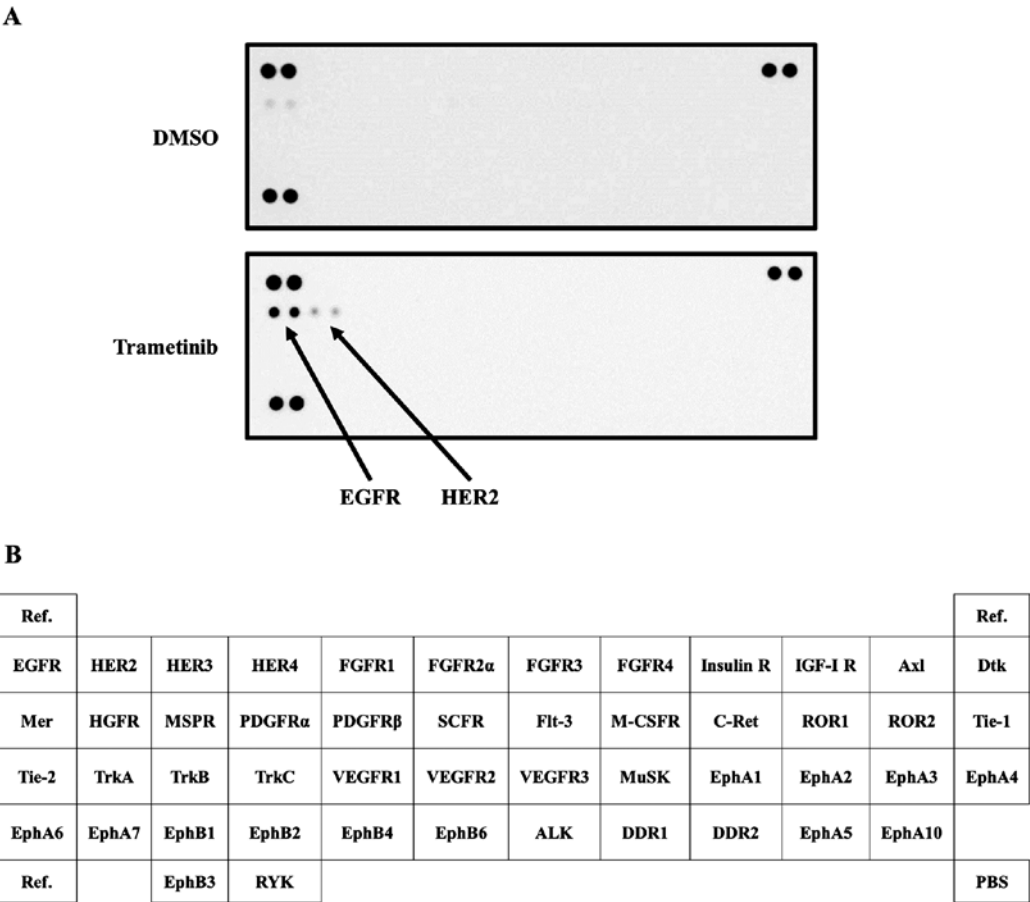 A
DMSO
Trametinib
EGFR HER2
B
Ref. Ref.
EGFR HER2 HER3 HER4 FGFR1 FGFR2α FGFR3 FGFR4 Insulin R IGF-I R Axl Dtk
Mer HGFR MSPR PDGFRα PDGFRβ SCFR Flt-3 M-CSFR C-Ret ROR1 ROR2 Tie-1
Tie-2 TrkA TrkB TrkC VEGFR1 VEGFR2 VEGFR3 MuSK EphA1 EphA2 EphA3 EphA4
EphA6 EphA7 EphB1 EphB2 EphB4 EphB6 ALK DDR1 DDR2 EphA5 EphA10
Ref. EphB3 RYK PBS